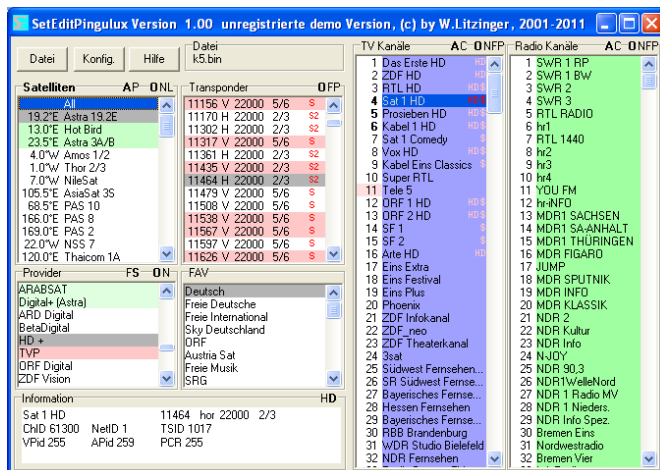 SetEditPingulux Version 1.00 unregistrierte demo Version, (c) by W.Litzinger, 2001-2011
Datei
Konfig.
Hilfe
Datei
k5.bin
Satelliten AP ONL
All
19.2°E Astra 19.2E
13.0°E Hot Bird
23.5°E Astra 3A/B
4.0°W Amos 1/2
1.0°W Thor 2/3
7.0°W NileSat
105.5°E AsiaSat 3S
68.5°E PAS 10
166.0°E PAS 8
169.0°E PAS 2
22.0°W NSS 7
120.0°E Thaicom 1A
Transponder OFP
11156 V 22000 5/6 S
11170 H 22000 2/3 S2
11302 H 22000 2/3 S2
11317 V 22000 5/6 S
11361 H 22000 2/3 S2
11435 V 22000 2/3 S2
11464 H 22000 2/3 S2
11479 V 22000 5/6 S
11508 V 22000 5/6 S
11538 V 22000 5/6 S
11567 V 22000 5/6 S
11597 V 22000 5/6 S
11626 V 22000 5/6 S
Provider FS ON
ARABSAT
Digital+ (Astra)
ARD Digital
BetaDigital
HD +
TVP
ORF Digital
ZDF Vision
FAV
Deutsch
Freie Deutsche
Freie International
Sky Deutschland
ORF
Austria Sat
Freie Musik
SRG
Information HD
Sat 1 HD 11464 hor 22000 2/3
ChID 61300 NetID 1 TSID 1017
VPid 255 APid 259 PCR 255
TV Kanäle AC ONFP
1 Das Erste HD HD
2 ZDF HD HD
3 RTL HD HD$
4 Sat 1 HD HD$
5 Prosieben HD HD$
6 Kabel 1 HD HD$
7 Sat 1 Comedy $
8 Vox HD HD$
9 Kabel Eins Classics $
10 Super RTL
11 Tele 5
12 ORF 1 HD HD$
13 ORF 2 HD HD$
14 SF 1 $
15 SF 2 $
16 Arte HD HD
17 Eins Extra
18 Eins Festival
19 Eins Plus
20 Phoenix
21 ZDF Infokanal
22 ZDF_neo
23 ZDF Theaterkanal
24 3sat
25 Südwest Fernsehen...
26 SR Südwest Fernse...
27 Bayerisches Fernse...
28 Hessen Fernsehen
29 Bayerisches Fernse...
30 RBB Brandenburg
31 WDR Studio Bielefeld
32 NDR Fernsehen
Radio Kanäle AC ONFP
1 SWR 1 RP
2 SWR 1 BW
3 SWR 2
4 SWR 3
5 RTL RADIO
6 hr1
7 RTL 1440
8 hr2
9 hr3
10 hr4
11 YOU FM
12 hr-iNFO
13 MDR1 SACHSEN
14 MDR1 SA-ANHALT
15 MDR1 THÜRINGEN
16 MDR FIGARO
17 JUMP
18 MDR SPUTNIK
19 MDR INFO
20 MDR KLASSIK
21 NDR 2
22 NDR Kultur
23 NDR Info
24 N-JOY
25 NDR 90,3
26 NDR1WelleNord
27 NDR 1 Radio MV
28 NDR 1 Nieders.
29 NDR Info Spez.
30 Bremen Eins
31 Nordwestradio
32 Bremen Vier